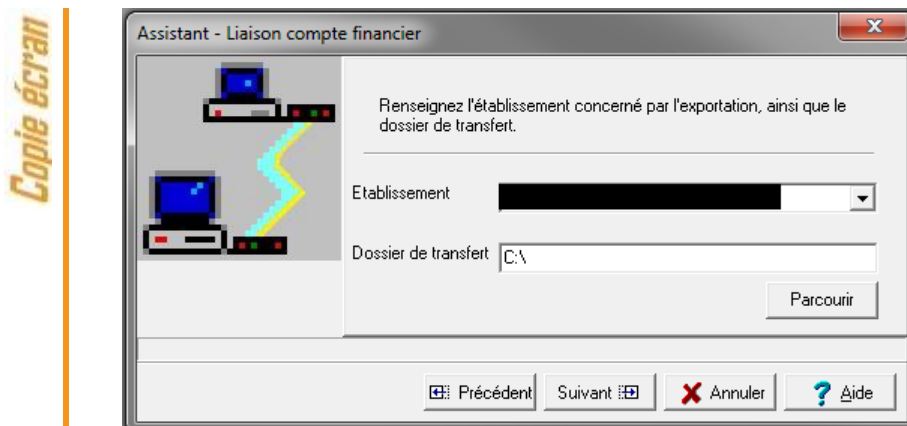 Copie écran
Assistant - Liaison compte financier
Renseignez l'établissement concerné par l'exportation, ainsi que le
dossier de transfert.
Etablissement
Dossier de transfert C:\
Parcourir
Précédent Suivant Annuler Aide